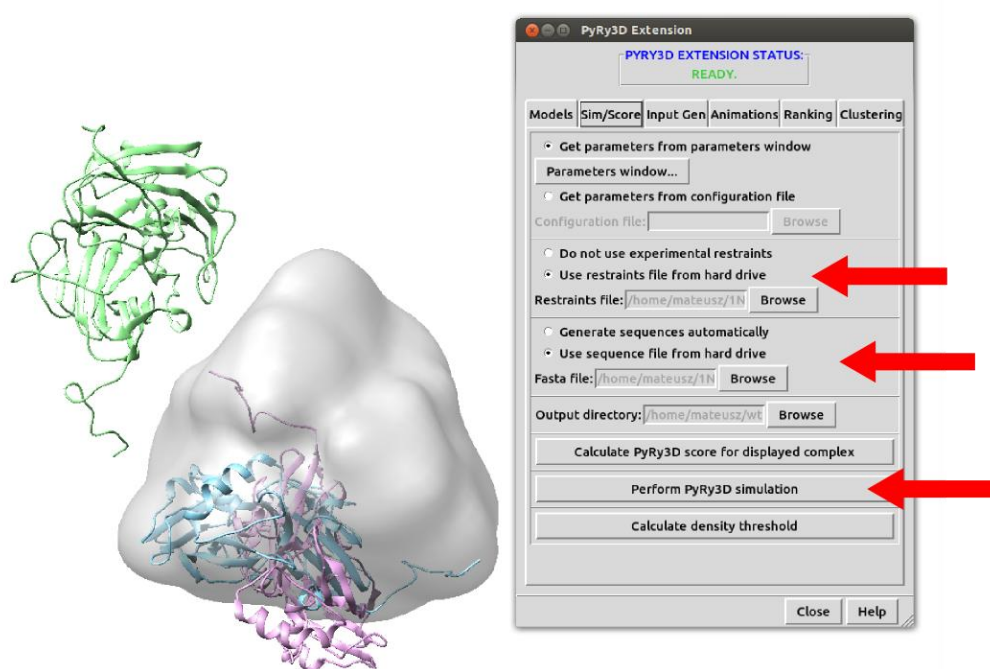 PyRy3D Extension
PYRY3D EXTENSION STATUS:
READY.
Models Sim/Score Input Gen Animations Ranking Clustering
Get parameters from parameters window
Parameters window...
Get parameters from configuration file
Configuration file: Browse
Do not use experimental restraints
Use restraints file from hard drive
Restraints file: /home/mateusz/1N Browse
Generate sequences automatically
Use sequence file from hard drive
Fasta file: /home/mateusz/1N Browse
Output directory: /home/mateusz/wt Browse
Calculate PyRy3D score for displayed complex
Perform PyRy3D simulation
Calculate density threshold
Close Help